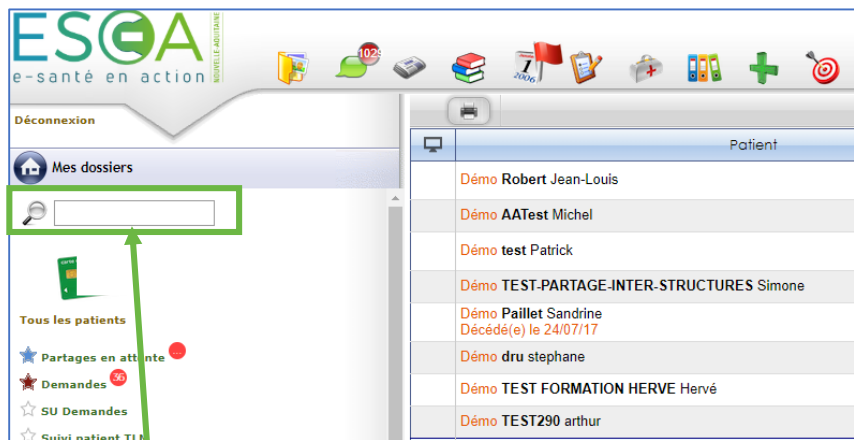 ESEA
e-santé en action
NOUVELLE-AQUITAINE
1029
1
2006
Déconnexion
Mes dossiers
Tous les patients
Partages en attente ...
Demandes 36
SU Demandes
Suivi patient TLM
Patient
Démo Robert Jean-Louis
Démo AATest Michel
Démo test Patrick
Démo TEST-PARTAGE-INTER-STRUCTURES Simone
Démo Paillet Sandrine
Décédé(e) le 24/07/17
Démo dru stephane
Démo TEST FORMATION HERVE Hervé
Démo TEST290 arthur